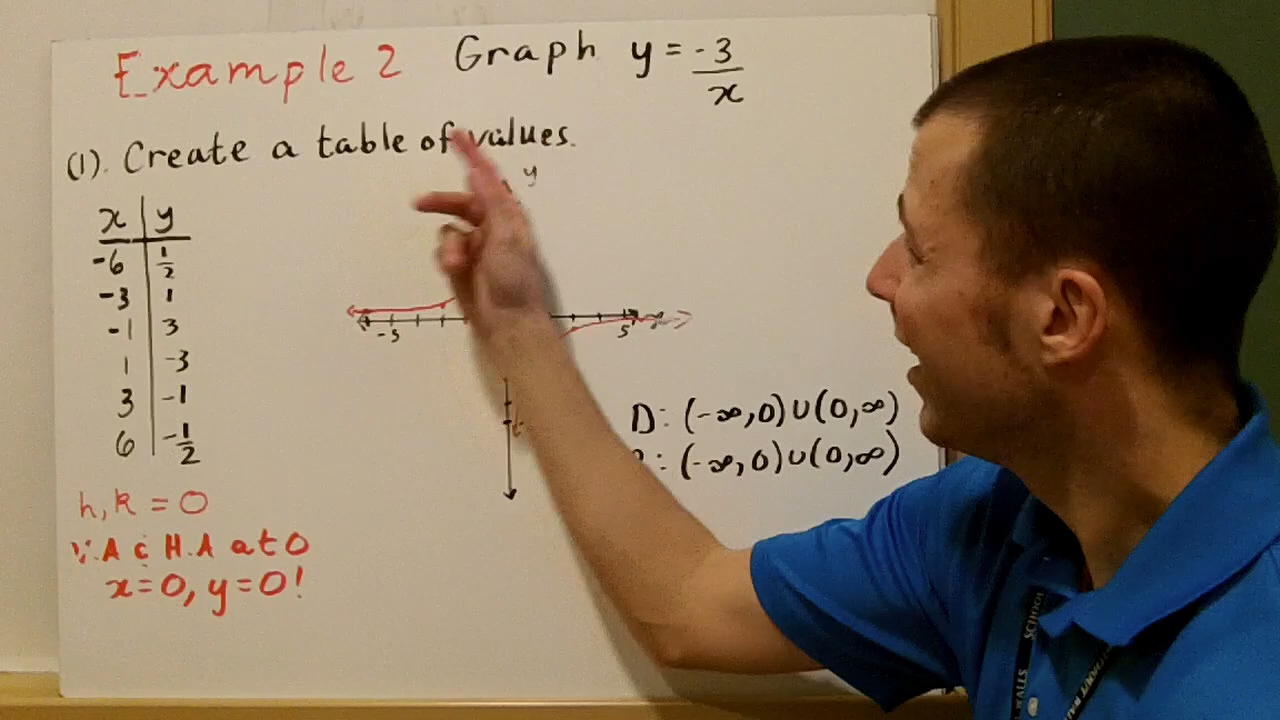 Example 2 Graph y = -3/x
(1). Create a table of values.
y
x | y
-6 | 1/2
-3 | 1
-1 | 3
1 | -3
3 | -1
6 | -1/2
-5 5
D: (-∞,0)∪(0,∞)
: (-∞,0)∪(0,∞)
h, k = 0
V.A & H.A at 0
x=0, y=0!
SCHOOL